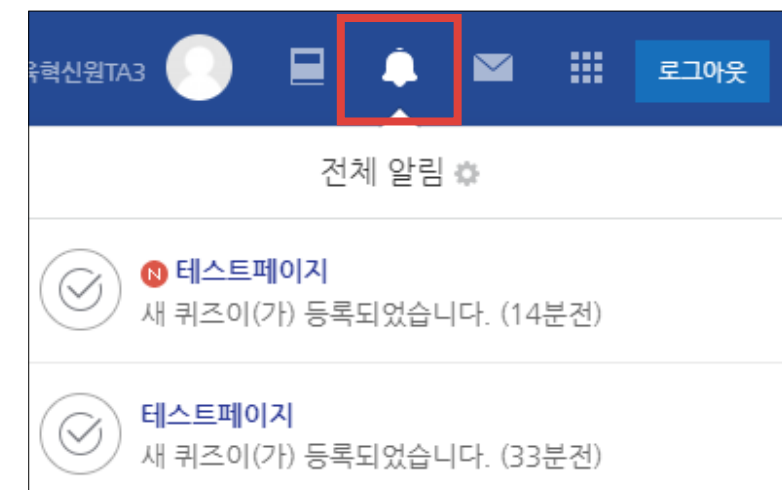 혁신원TA3 로그아웃
전체 알림
N 테스트페이지
새 퀴즈이(가) 등록되었습니다. (14분전)
테스트페이지
새 퀴즈이(가) 등록되었습니다. (33분전)